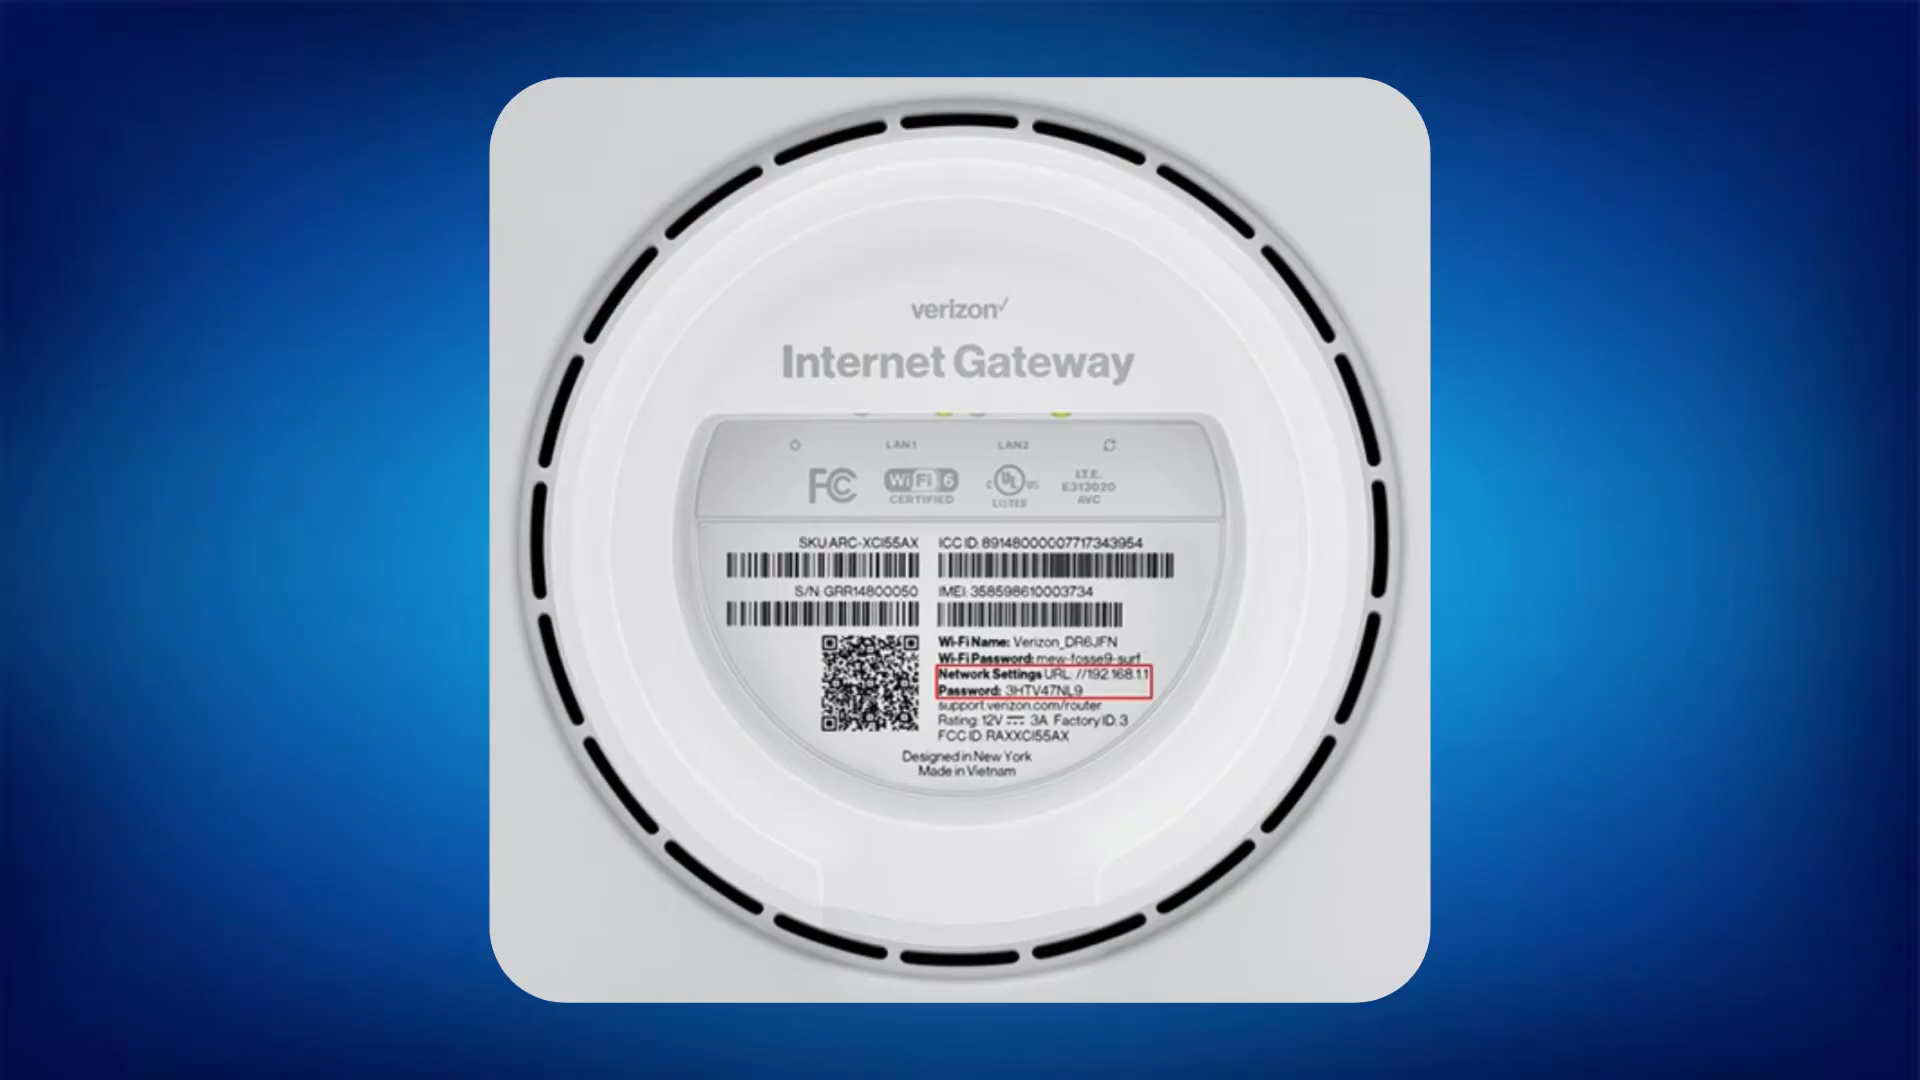 verizon
Internet Gateway
LAN1 LAN2
FC WiFi 6 CERTIFIED c UL US LISTED I.T.E. E313020 AVC
SKU:ARC-XCI55AX
S/N: GRR14800050
ICC ID: 89148000007717343954
IMEI: 358598610003734
Wi-Fi Name: Verizon_DR6JFN
Wi-Fi Password: mew-fosse9-surf
Network Settings URL: //192.168.1.1
Password: 3HTV47NL9
support.verizon.com/router
Rating: 12V 3A Factory ID: 3
FCC ID: RAXXCI55AX
Designed in New York
Made in Vietnam